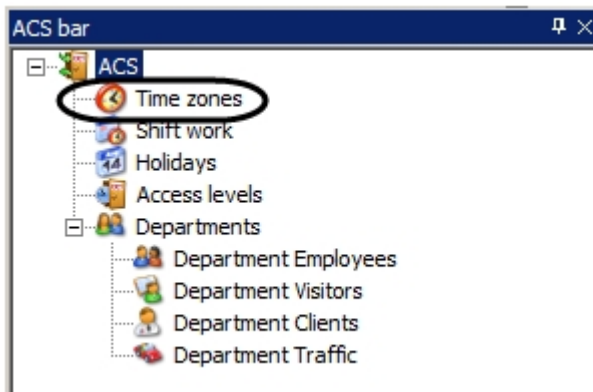 ACS bar
ACS
Time zones
Shift work
Holidays
Access levels
Departments
Department Employees
Department Visitors
Department Clients
Department Traffic